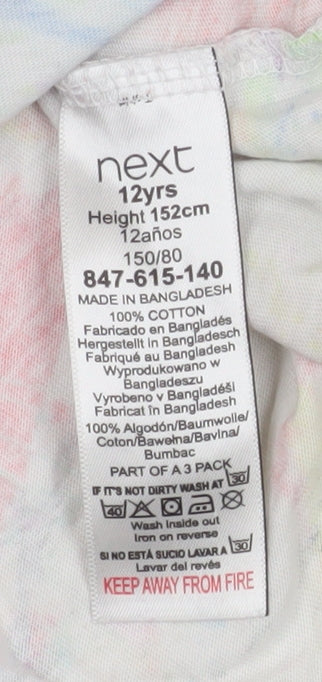 next
12yrs
Height 152cm
12años
150/80
847-615-140
MADE IN BANGLADESH
100% COTTON
Fabricado en Bangladés
Hergestellt in Bangladesch
Fabriqué au Bangladesh
Wyprodukowano w
Bangladeszu
Vyrobeno v Bangladéši
Fabricat în Bangladesh
100% Algodón/Baumwolle/
Coton/Bawełna/Bavlna/
Bumbac
PART OF A 3 PACK
IF IT'S NOT DIRTY WASH AT 30
40
Wash inside out
Iron on reverse
SI NO ESTÁ SUCIO LAVAR A 30
Lavar del revés
KEEP AWAY FROM FIRE